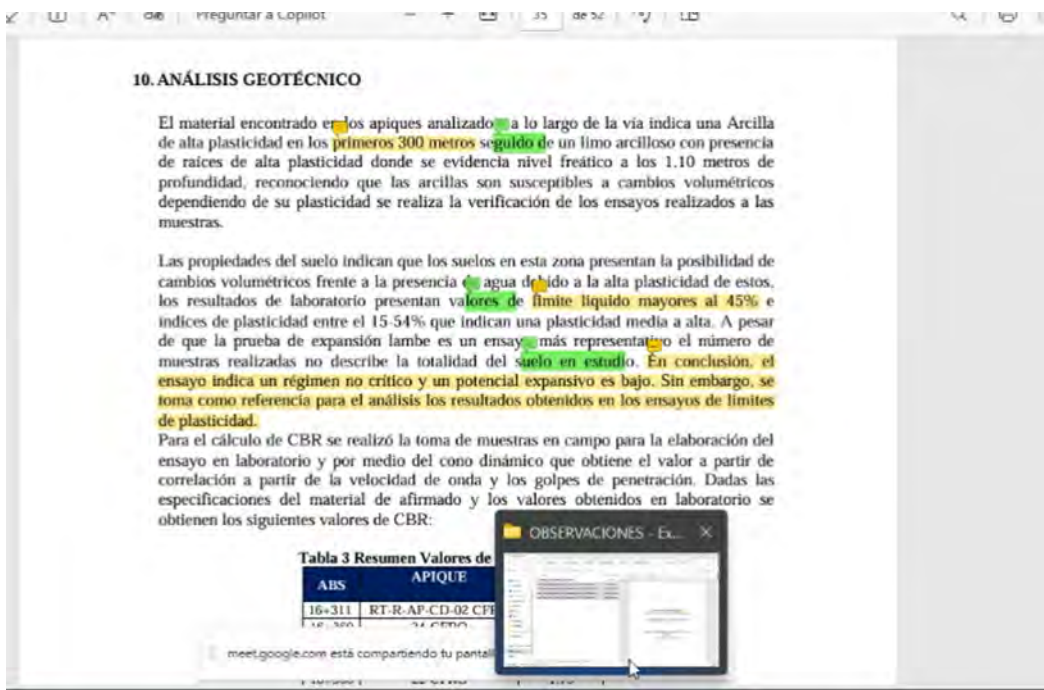 Preguntar a Copilot
35 de 52
10. ANÁLISIS GEOTÉCNICO
El material encontrado en los apiques analizados a lo largo de la vía indica una Arcilla
de alta plasticidad en los primeros 300 metros seguido de un limo arcilloso con presencia
de raíces de alta plasticidad donde se evidencia nivel freático a los 1.10 metros de
profundidad, reconociendo que las arcillas son susceptibles a cambios volumétricos
dependiendo de su plasticidad se realiza la verificación de los ensayos realizados a las
muestras.
Las propiedades del suelo indican que los suelos en esta zona presentan la posibilidad de
cambios volumétricos frente a la presencia de agua debido a la alta plasticidad de estos,
los resultados de laboratorio presentan valores de límite líquido mayores al 45% e
índices de plasticidad entre el 15-54% que indican una plasticidad media a alta. A pesar
de que la prueba de expansión lambe es un ensayo más representativo el número de
muestras realizadas no describe la totalidad del suelo en estudio. En conclusión, el
ensayo indica un régimen no crítico y un potencial expansivo es bajo. Sin embargo, se
toma como referencia para el análisis los resultados obtenidos en los ensayos de límites
de plasticidad.
Para el cálculo de CBR se realizó la toma de muestras en campo para la elaboración del
ensayo en laboratorio y por medio del cono dinámico que obtiene el valor a partir de
correlación a partir de la velocidad de onda y los golpes de penetración. Dadas las
especificaciones del material de afirmado y los valores obtenidos en laboratorio se
obtienen los siguientes valores de CBR:
OBSERVACIONES - Ex...
Tabla 3 Resumen Valores de
ABS APIQUE
16+311 RT-R-AP-CD-02
meet.google.com está compartiendo tu